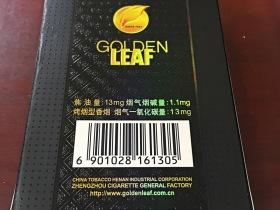 GOLDEN
LEAF
焦油量:13mg 烟气烟碱量:1.1mg
烤烟型香烟 烟气一氧化碳量:13mg
6 901028 161305
CHINA TOBACCO HENAN INDUSTRIAL CORPORATION
ZHENGZHOU CIGARETTE GENERAL FACTORY
http://www.goldenleaf.com.cn